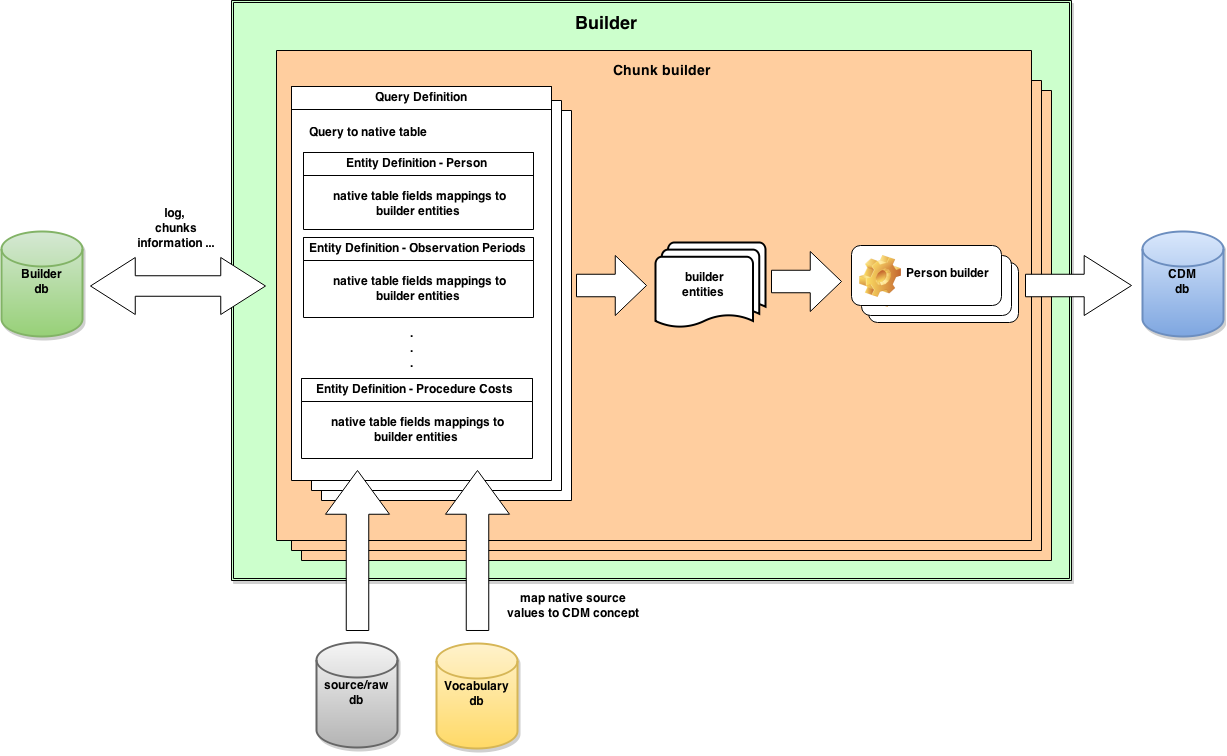 Builder
Chunk builder
Query Definition
Query to native table
Entity Definition - Person
native table fields mappings to
builder entities
Entity Definition - Observation Periods
native table fields mappings to
builder entities
.
.
.
Entity Definition - Procedure Costs
native table fields mappings to
builder entities
log,
chunks
information ...
Builder
db
builder
entities
Person builder
CDM
db
map native source
values to CDM concept
source/raw
db
Vocabulary
db